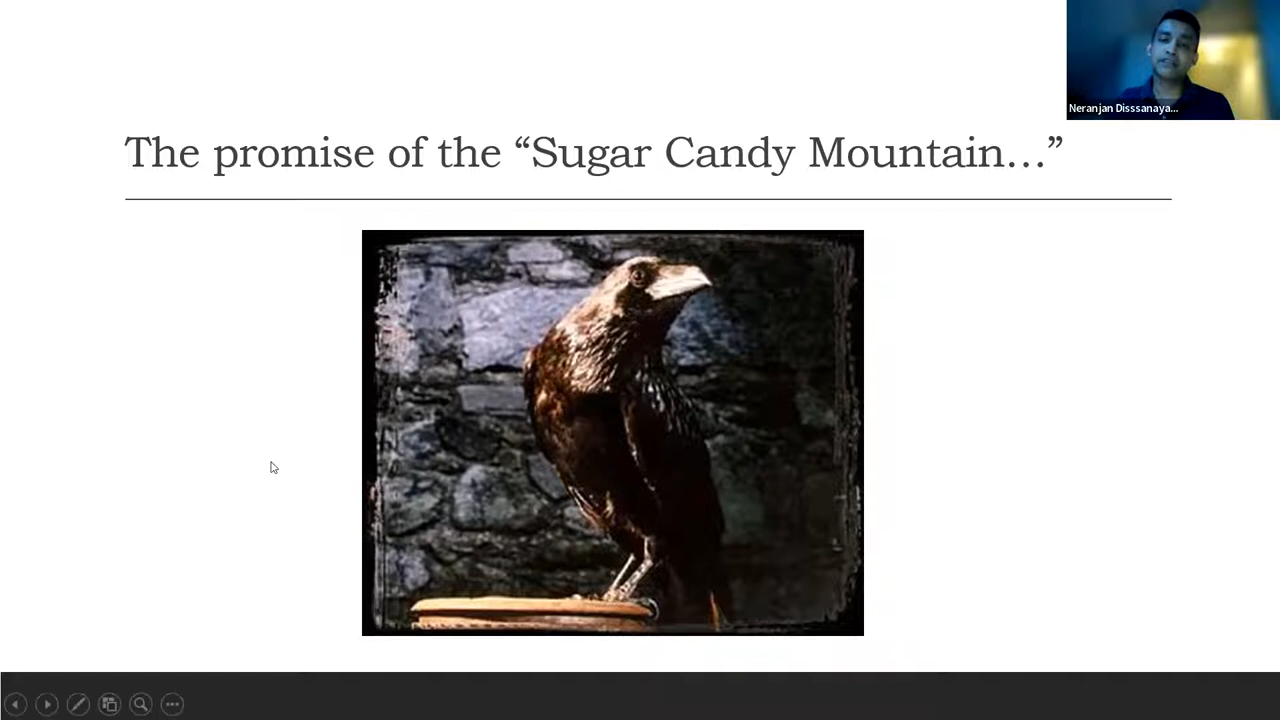 Neranjan Disssanaya...
The promise of the “Sugar Candy Mountain…”